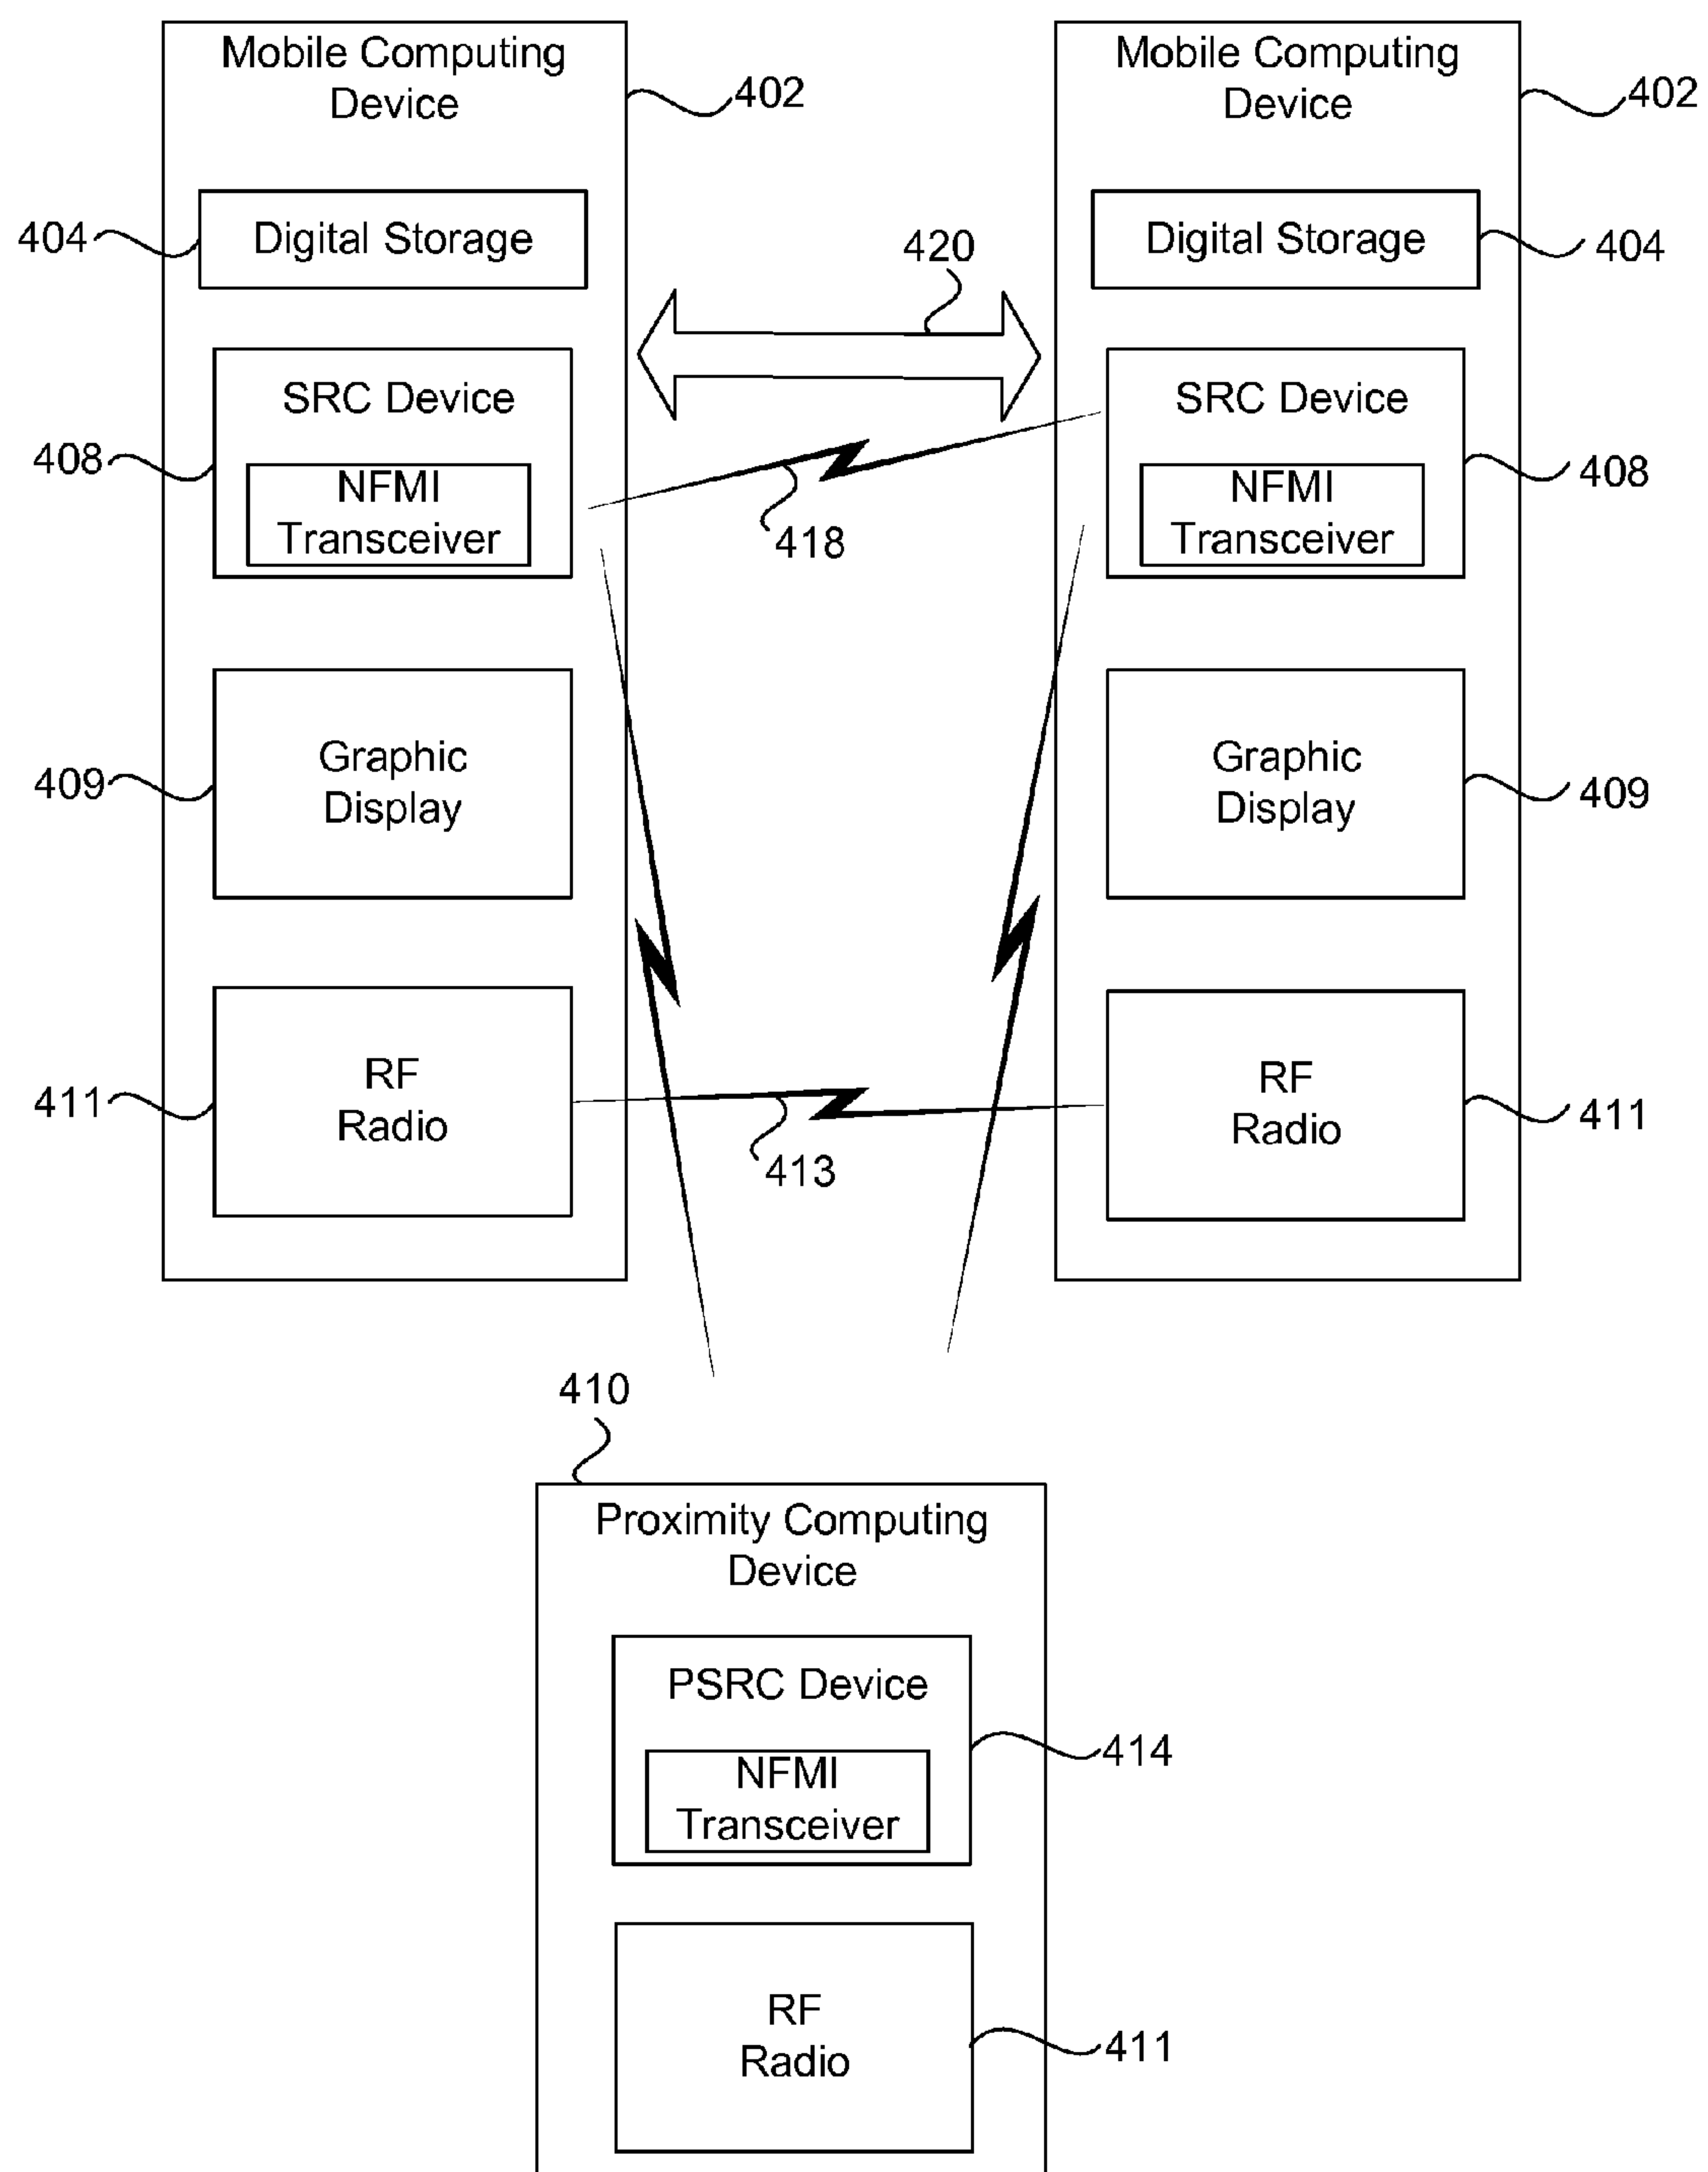 Mobile Computing
Device
402
404
Digital Storage
408
SRC Device
NFMI
Transceiver
409
Graphic
Display
411
RF
Radio
420
418
413
Mobile Computing
Device
402
Digital Storage
404
SRC Device
NFMI
Transceiver
408
Graphic
Display
409
RF
Radio
411
410
Proximity Computing
Device
PSRC Device
NFMI
Transceiver
414
RF
Radio
411